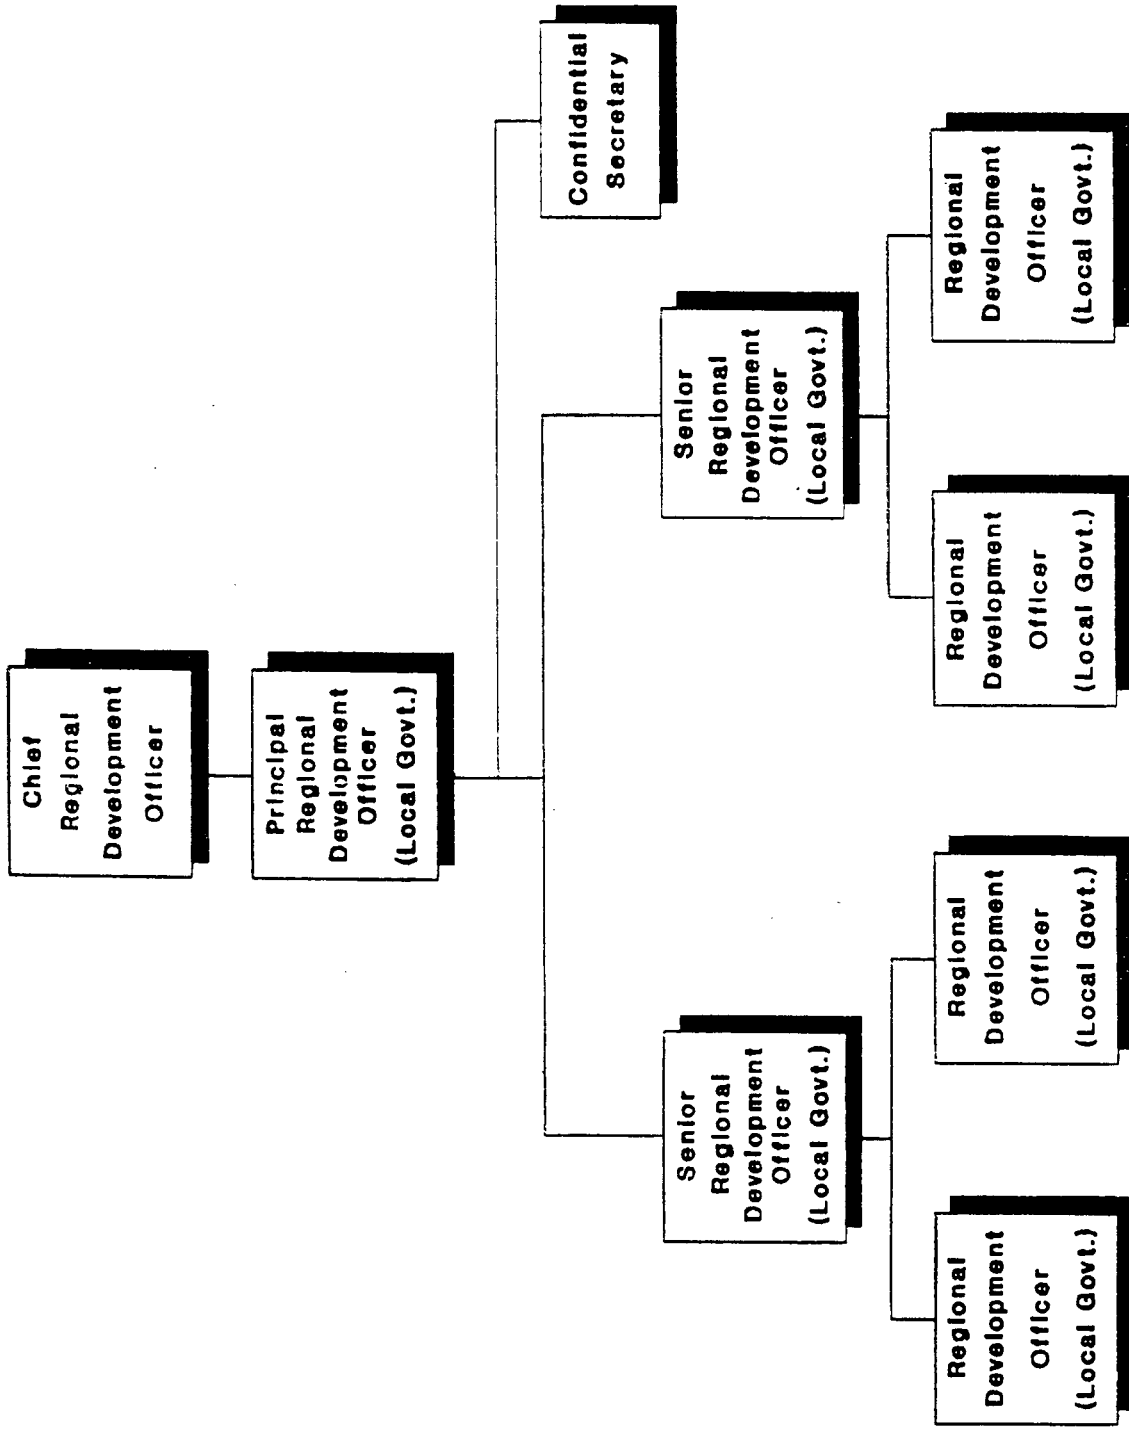 Chief
Regional
Development
Officer
Principal
Regional
Development
Officer
(Local Govt.)
Confidential
Secretary
Senior
Regional
Development
Officer
(Local Govt.)
Senior
Regional
Development
Officer
(Local Govt.)
Regional
Development
Officer
(Local Govt.)
Regional
Development
Officer
(Local Govt.)
Regional
Development
Officer
(Local Govt.)
Regional
Development
Officer
(Local Govt.)